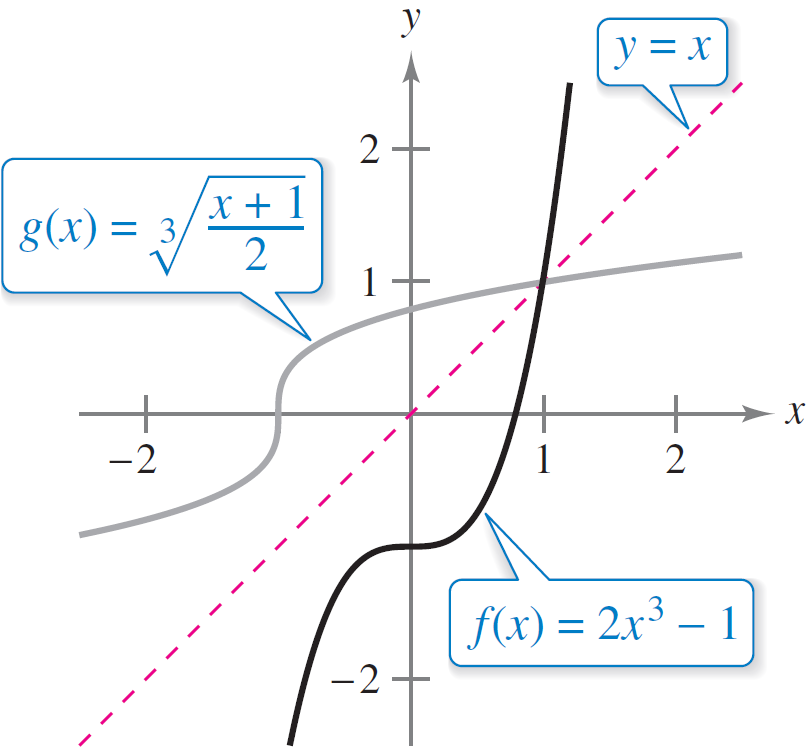 y
y = x
2
g(x) = ∛((x + 1)/2)
1
x
−2
1
2
f(x) = 2x³ − 1
−2